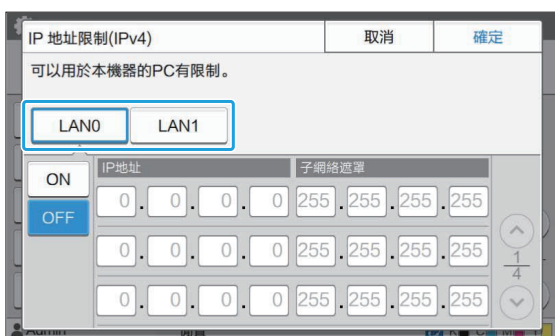 IP 地址限制(IPv4) 取消 確定
可以用於本機器的PC有限制。
LAN0 LAN1
IP地址 子網絡遮罩
ON
0. 0. 0. 0 255. 255. 255. 255
OFF
0. 0. 0. 0 255. 255. 255. 255
1
4
0. 0. 0. 0 255. 255. 255. 255
Admin